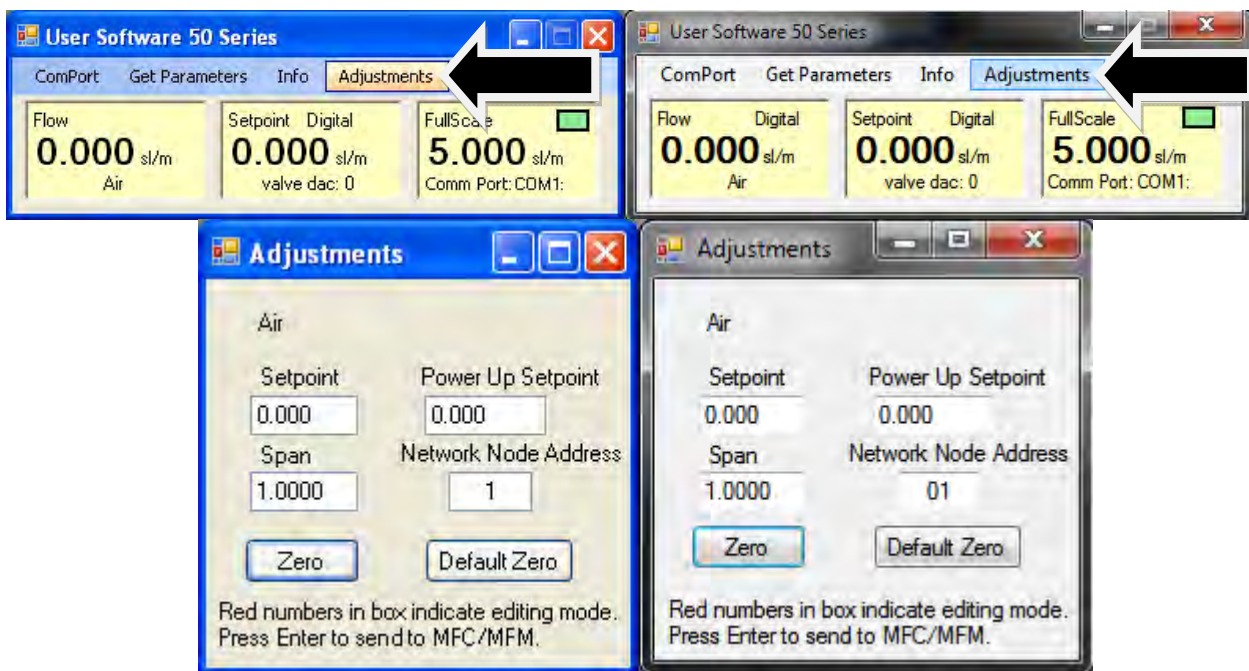 User Software 50 Series
ComPort Get Parameters Info Adjustments
Flow Setpoint Digital FullScale
0.000 sl/m 0.000 sl/m 5.000 sl/m
Air valve dac: 0 Comm Port: COM1:
User Software 50 Series
ComPort Get Parameters Info Adjustments
Flow Digital Setpoint Digital FullScale
0.000 sl/m 0.000 sl/m 5.000 sl/m
Air valve dac: 0 Comm Port: COM1:
Adjustments
Air
Setpoint Power Up Setpoint
0.000 0.000
Span Network Node Address
1.0000 1
Zero Default Zero
Red numbers in box indicate editing mode.
Press Enter to send to MFC/MFM.
Adjustments
Air
Setpoint Power Up Setpoint
0.000 0.000
Span Network Node Address
1.0000 01
Zero Default Zero
Red numbers in box indicate editing mode.
Press Enter to send to MFC/MFM.